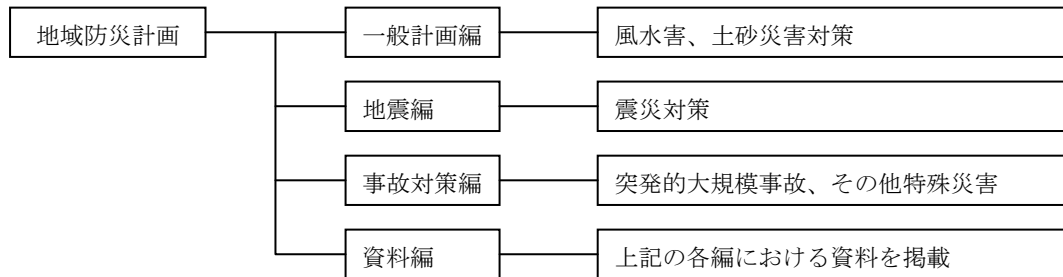 地域防災計画
一般計画編
風水害、土砂災害対策
地震編
震災対策
事故対策編
突発的大規模事故、その他特殊災害
資料編
上記の各編における資料を掲載